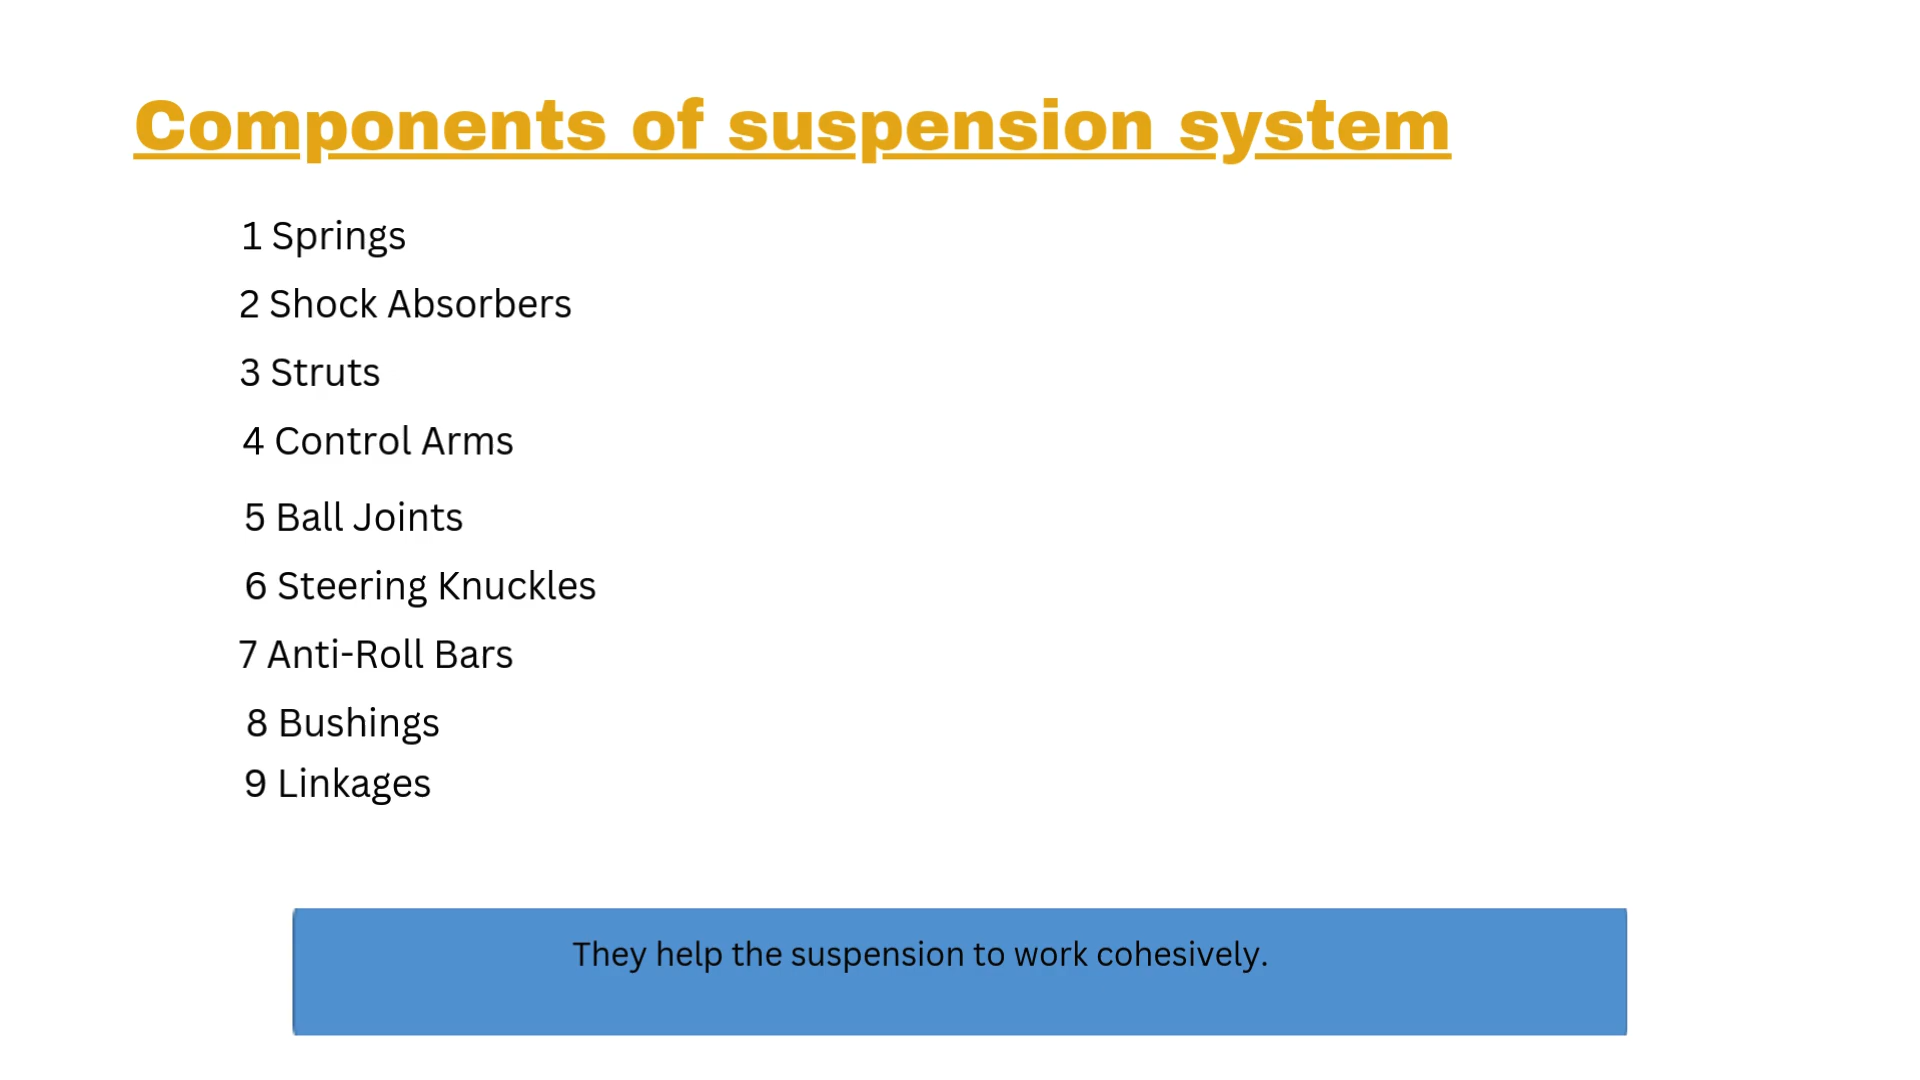 Components of suspension system
1 Springs
2 Shock Absorbers
3 Struts
4 Control Arms
5 Ball Joints
6 Steering Knuckles
7 Anti-Roll Bars
8 Bushings
9 Linkages
They help the suspension to work cohesively.